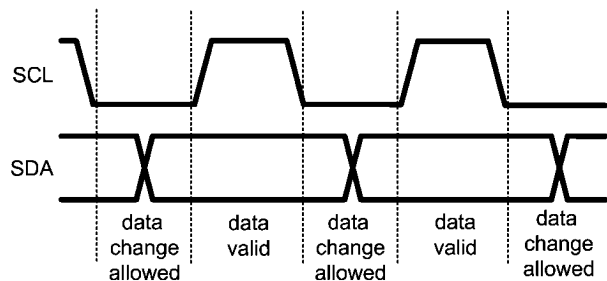 SCL
SDA
data
change
allowed
data
valid
data
change
allowed
data
valid
data
change
allowed